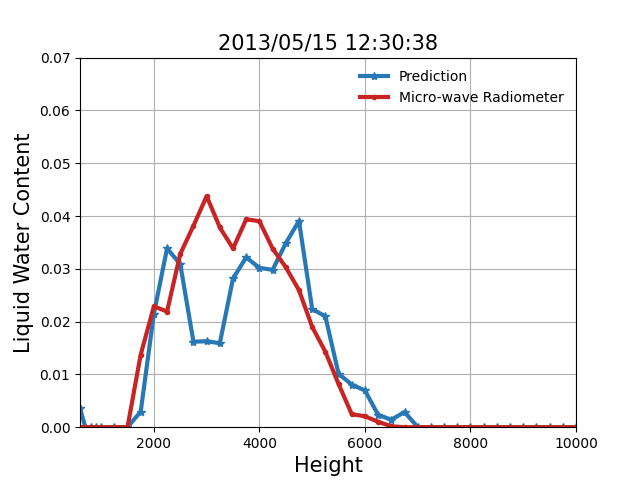 2013/05/15 12:30:38
Prediction
Micro-wave Radiometer
Liquid Water Content
0.07
0.06
0.05
0.04
0.03
0.02
0.01
0.00
2000 4000 6000 8000 10000
Height